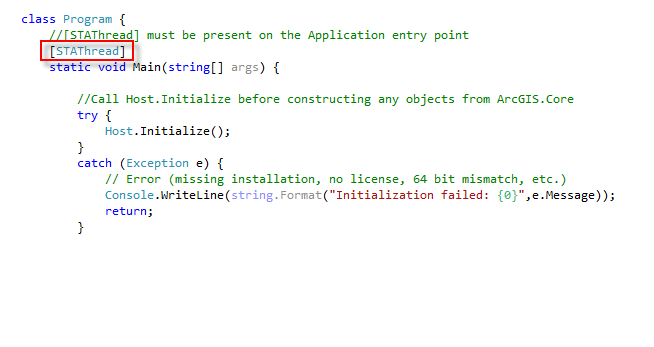 class Program {
//[STAThread] must be present on the Application entry point
[STAThread]
static void Main(string[] args) {
//Call Host.Initialize before constructing any objects from ArcGIS.Core
try {
Host.Initialize();
}
catch (Exception e) {
// Error (missing installation, no license, 64 bit mismatch, etc.)
Console.WriteLine(string.Format("Initialization failed: {0}",e.Message));
return;
}